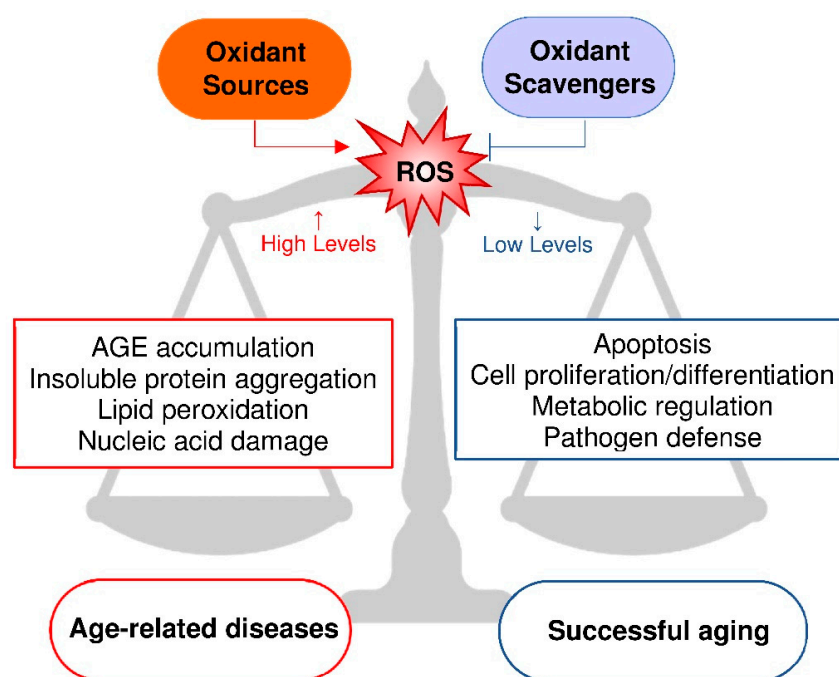 Oxidant
Sources
Oxidant
Scavengers
ROS
↑
High Levels
↓
Low Levels
AGE accumulation
Insoluble protein aggregation
Lipid peroxidation
Nucleic acid damage
Apoptosis
Cell proliferation/differentiation
Metabolic regulation
Pathogen defense
Age-related diseases
Successful aging